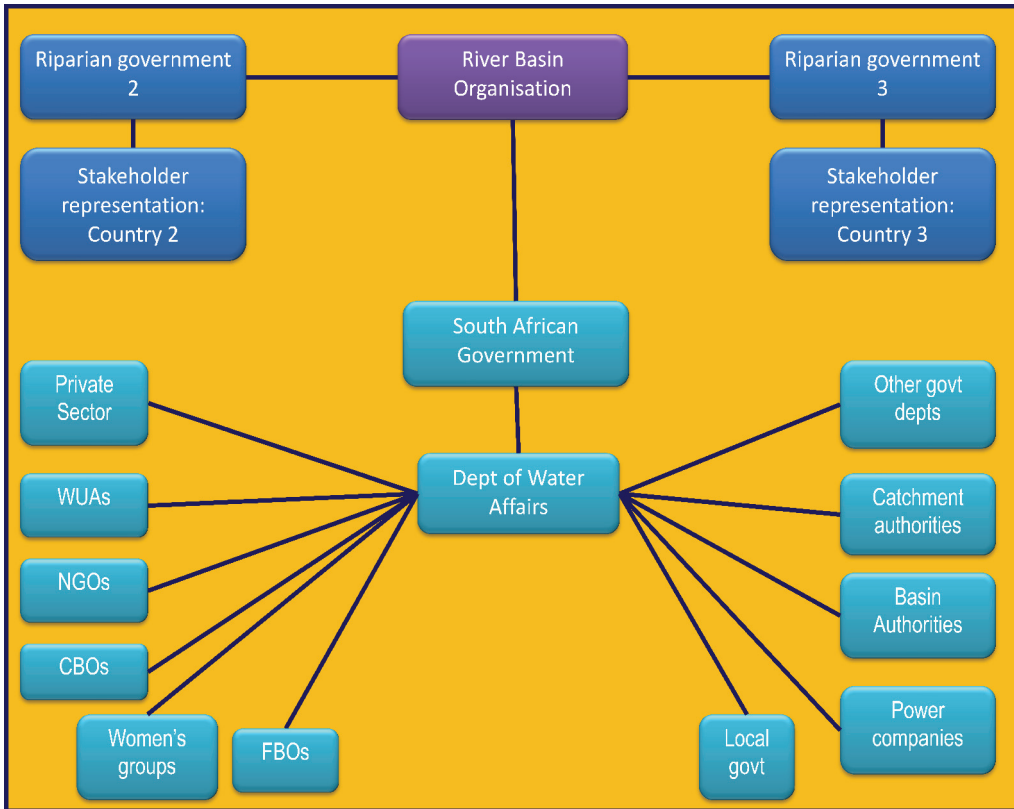 Riparian government
2
River Basin
Organisation
Riparian government
3
Stakeholder
representation:
Country 2
Stakeholder
representation:
Country 3
South African
Government
Private
Sector
Other govt
depts
Dept of Water
Affairs
WUAs
Catchment
authorities
NGOs
Basin
Authorities
CBOs
Women’s
groups
FBOs
Local
govt
Power
companies